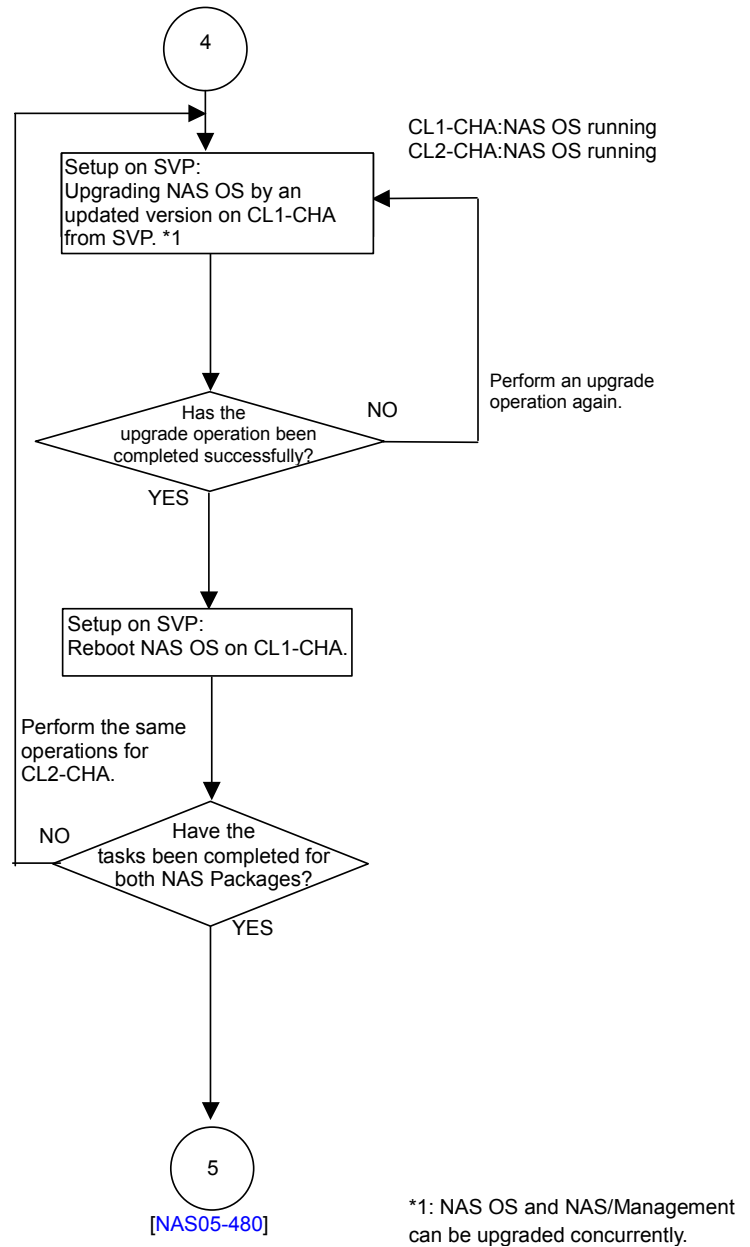 4
CL1-CHA:NAS OS running
CL2-CHA:NAS OS running
Setup on SVP:
Upgrading NAS OS by an
updated version on CL1-CHA
from SVP. *1
Perform an upgrade
operation again.
Has the
upgrade operation been
completed successfully?
NO
YES
Setup on SVP:
Reboot NAS OS on CL1-CHA.
Perform the same
operations for
CL2-CHA.
NO
Have the
tasks been completed for
both NAS Packages?
YES
5
[NAS05-480]
*1: NAS OS and NAS/Management
can be upgraded concurrently.